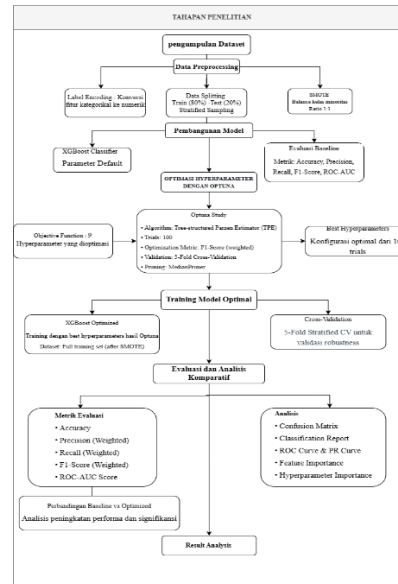 TAHAPAN PENELITIAN
pengumpulan Dataset
Data Preprocessing
Label Encoding : Konversi
fitur kategorikal ke numerik
Data Splitting
Train (80%) - Test (20%)
Stratified Sampling
SMOTE
Balance kelas minoritas
Rasio 1:1
Pembangunan Model
XGBoost Classifier
Parameter Default
Evaluasi Baseline
Metrik: Accuracy, Precision,
Recall, F1-Score, ROC-AUC
OPTIMASI HYPERPARAMETER
DENGAN OPTUNA
Optuna Study
• Algorithm: Tree-structured Parzen Estimator (TPE)
• Trials: 100
• Optimization Metric: F1-Score (weighted)
• Validation: 5-Fold Cross-Validation
• Pruning: MedianPruner
Objective Function : 9
Hyperparameter yang dioptimasi
Best Hyperparameters
Konfigurasi optimal dari 10
trials
Training Model Optimal
XGBoost Optimized
Training dengan best hyperparameters hasil Optuna
Dataset: Full training set (after SMOTE)
Cross-Validation
5-Fold Stratified CV untuk
validasi robustness
Evaluasi dan Analisis
Komparatif
Metrik Evaluasi
• Accuracy
• Precision (Weighted)
• Recall (Weighted)
• F1-Score (Weighted)
• ROC-AUC Score
Analisis
• Confusion Matrix
• Classification Report
• ROC Curve & PR Curve
• Feature Importance
• Hyperparameter Importance
Perbandingan Baseline vs Optimized
Analisis peningkatan performa dan signifikansi
Result Analysis